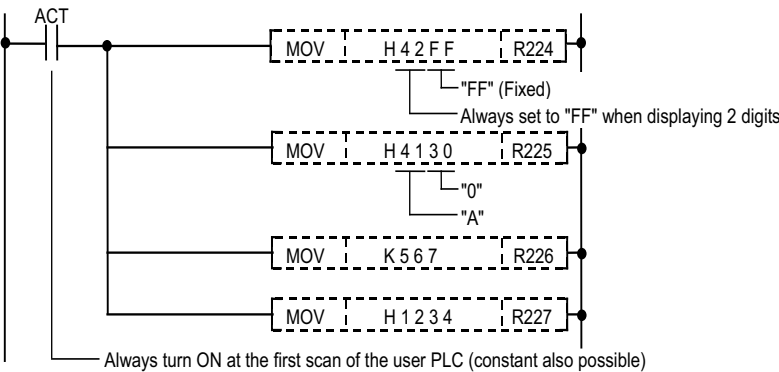 ACT
MOV H42FF R224
"FF" (Fixed)
Always set to "FF" when displaying 2 digits
MOV H4130 R225
"0"
"A"
MOV K567 R226
MOV H1234 R227
Always turn ON at the first scan of the user PLC (constant also possible)